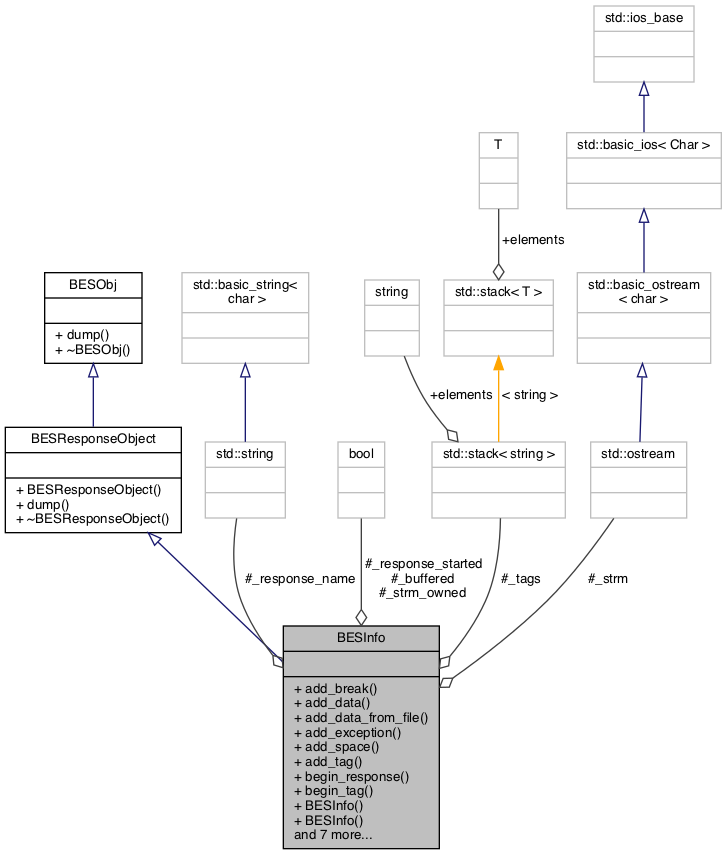 std::ios_base
T
std::basic_ios< Char >
+elements
BESObj
+ dump()
+ ~BESObj()
std::basic_string<
char >
string
std::stack< T >
std::basic_ostream
< char >
+elements
< string >
BESResponseObject
+ BESResponseObject()
+ dump()
+ ~BESResponseObject()
std::string
bool
std::stack< string >
std::ostream
#_response_name
#_response_started
#_buffered
#_strm_owned
#_tags
#_strm
BESInfo
+ add_break()
+ add_data()
+ add_data_from_file()
+ add_exception()
+ add_space()
+ add_tag()
+ begin_response()
+ begin_tag()
+ BESInfo()
+ BESInfo()
and 7 more...